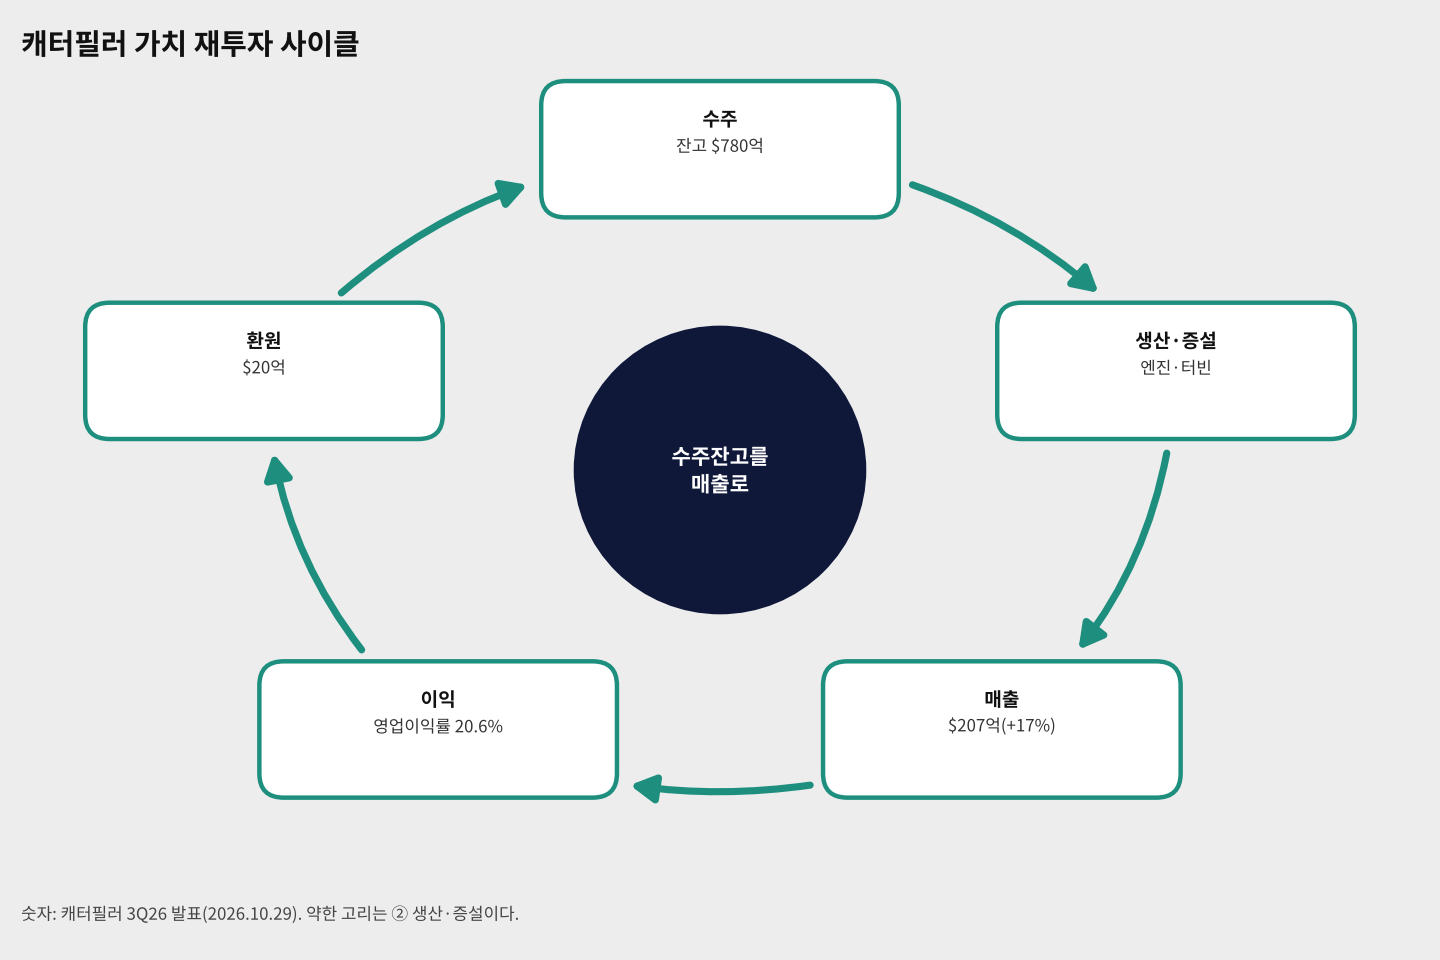 캐터필러 가치 재투자 사이클
수주
잔고 $780억
생산·증설
엔진·터빈
매출
$207억(+17%)
이익
영업이익률 20.6%
환원
$20억
수주잔고를
매출로
숫자: 캐터필러 3Q26 발표(2026.10.29). 약한 고리는 ② 생산·증설이다.